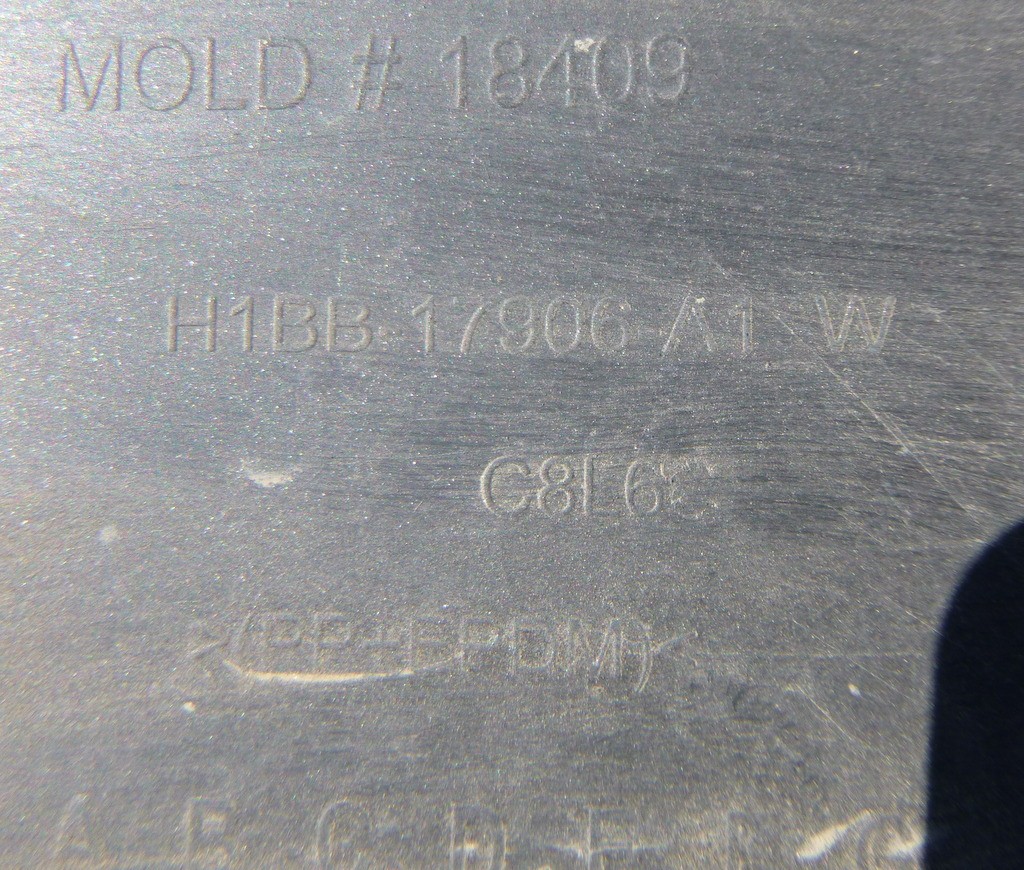 MOLD # 18409
H1BB-17906-A1 W
>(PP+EPDM)<